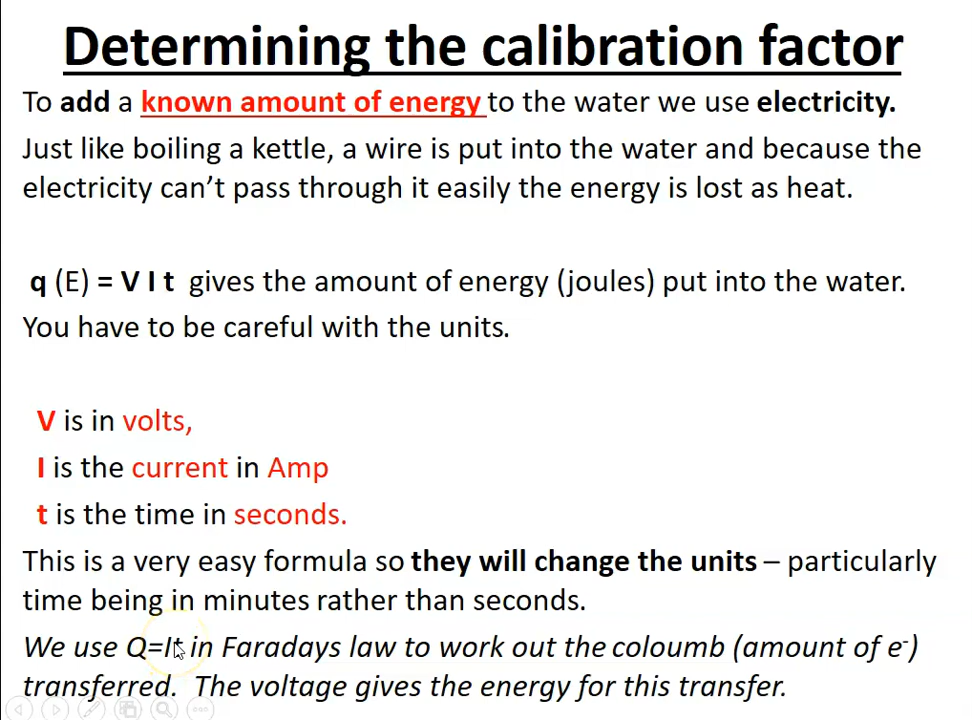 Determining the calibration factor
To add a known amount of energy to the water we use electricity.
Just like boiling a kettle, a wire is put into the water and because the
electricity can’t pass through it easily the energy is lost as heat.
q (E) = V I t gives the amount of energy (joules) put into the water.
You have to be careful with the units.
V is in volts,
I is the current in Amp
t is the time in seconds.
This is a very easy formula so they will change the units – particularly
time being in minutes rather than seconds.
We use Q=It in Faradays law to work out the coloumb (amount of e⁻)
transferred. The voltage gives the energy for this transfer.